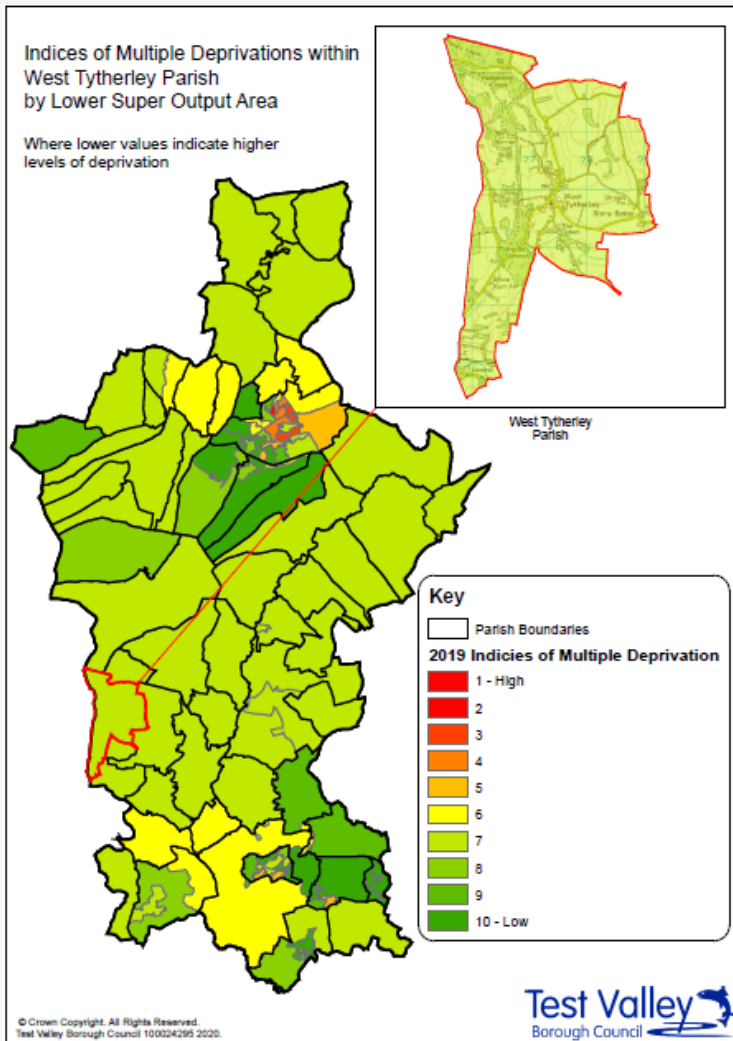 Indices of Multiple Deprivations within
West Tytherley Parish
by Lower Super Output Area
Where lower values indicate higher
levels of deprivation
West
Tytherley
West Tytherley
Parish
Key
Parish Boundaries
2019 Indicies of Multiple Deprivation
1 - High
2
3
4
5
6
7
8
9
10 - Low
© Crown Copyright. All Rights Reserved.
Test Valley Borough Council 100024295 2020.
Test Valley
Borough Council